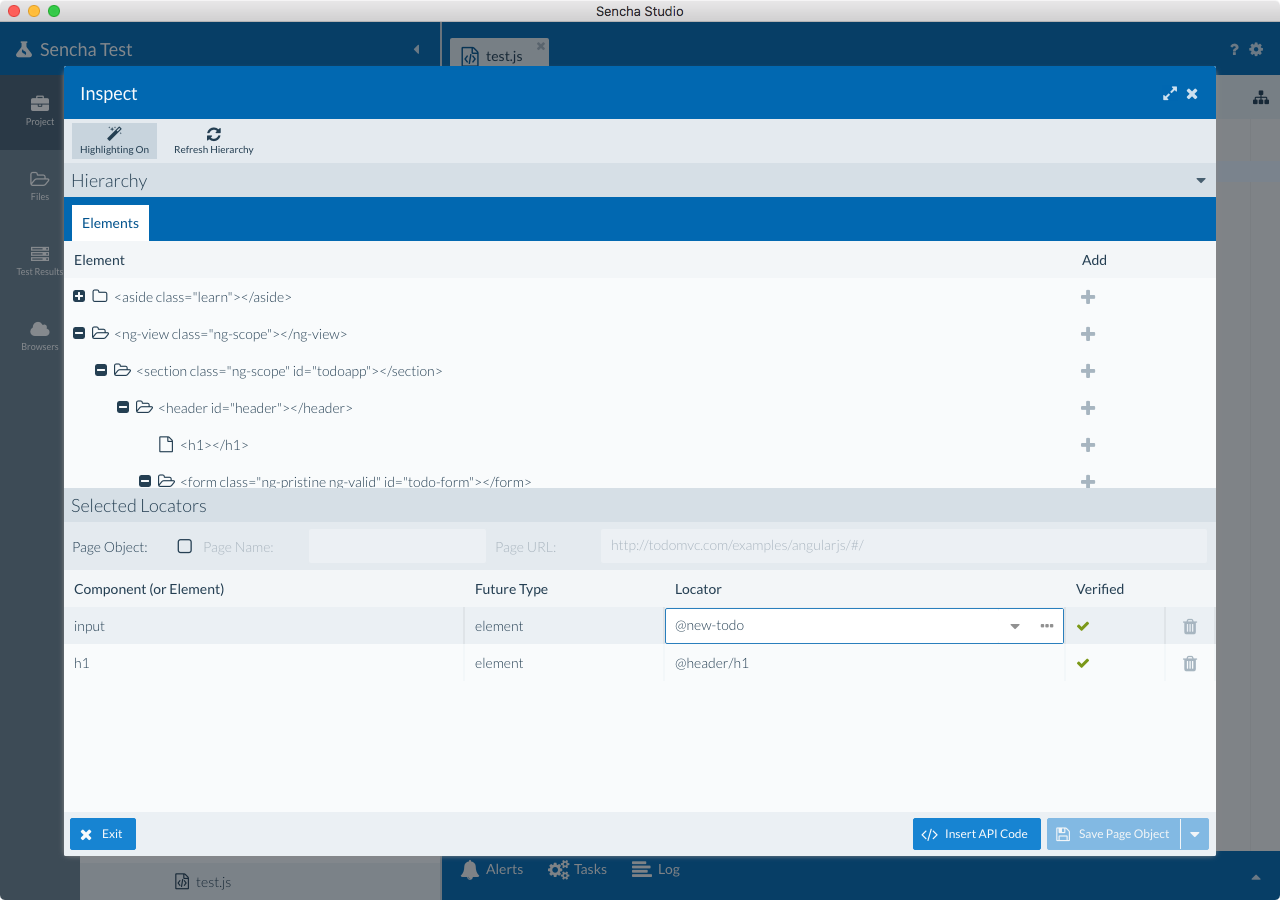 Sencha Studio
Sencha Test
test.js
?
Inspect
Project
Highlighting On
Refresh Hierarchy
Hierarchy
Files
Elements
Element
Add
Test Results
<aside class="learn"></aside>
<ng-view class="ng-scope"></ng-view>
Browsers
<section class="ng-scope" id="todoapp"></section>
<header id="header"></header>
<h1></h1>
<form class="ng-pristine ng-valid" id="todo-form"></form>
Selected Locators
Page Object:
Page Name:
Page URL:
http://todomvc.com/examples/angularjs/#/
Component (or Element)
Future Type
Locator
Verified
input
element
@new-todo
h1
element
@header/h1
Exit
Insert API Code
Save Page Object
Alerts
Tasks
Log
test.js